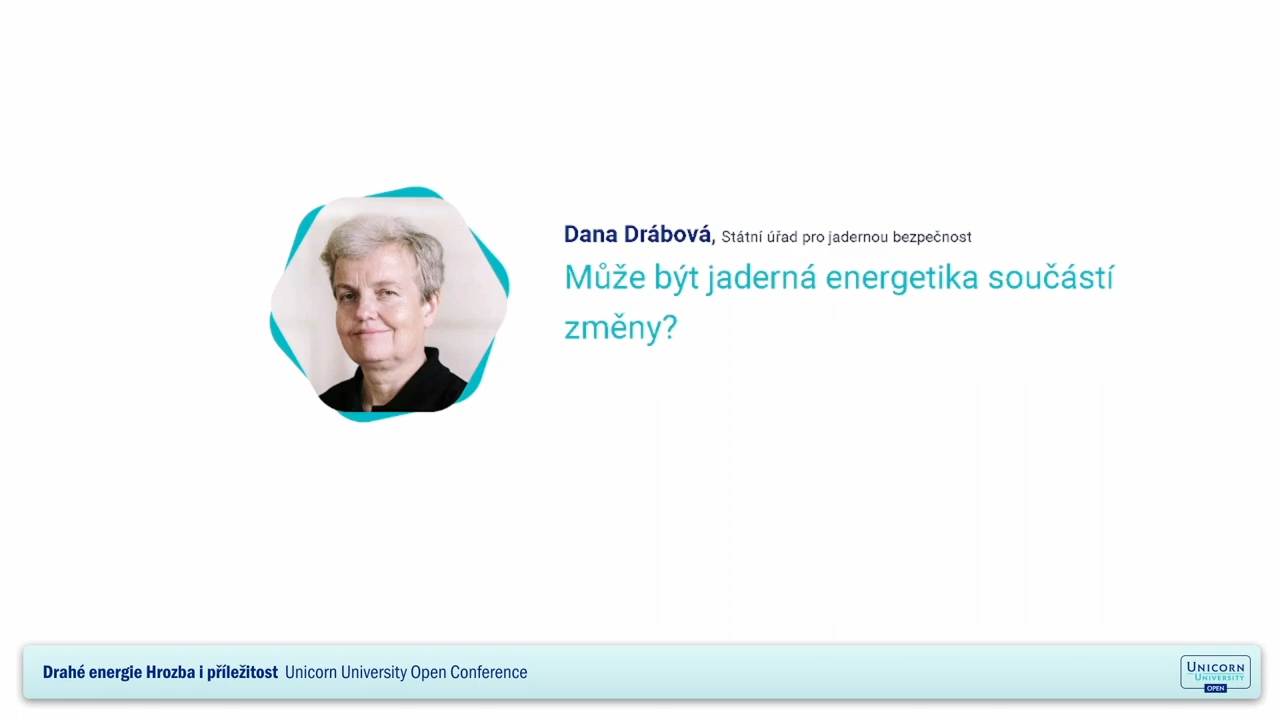 Dana Drábová, Státní úřad pro jadernou bezpečnost
Může být jaderná energetika součástí
změny?
Drahé energie Hrozba i příležitost Unicorn University Open Conference
UNICORN
UNIVERSITY
OPEN